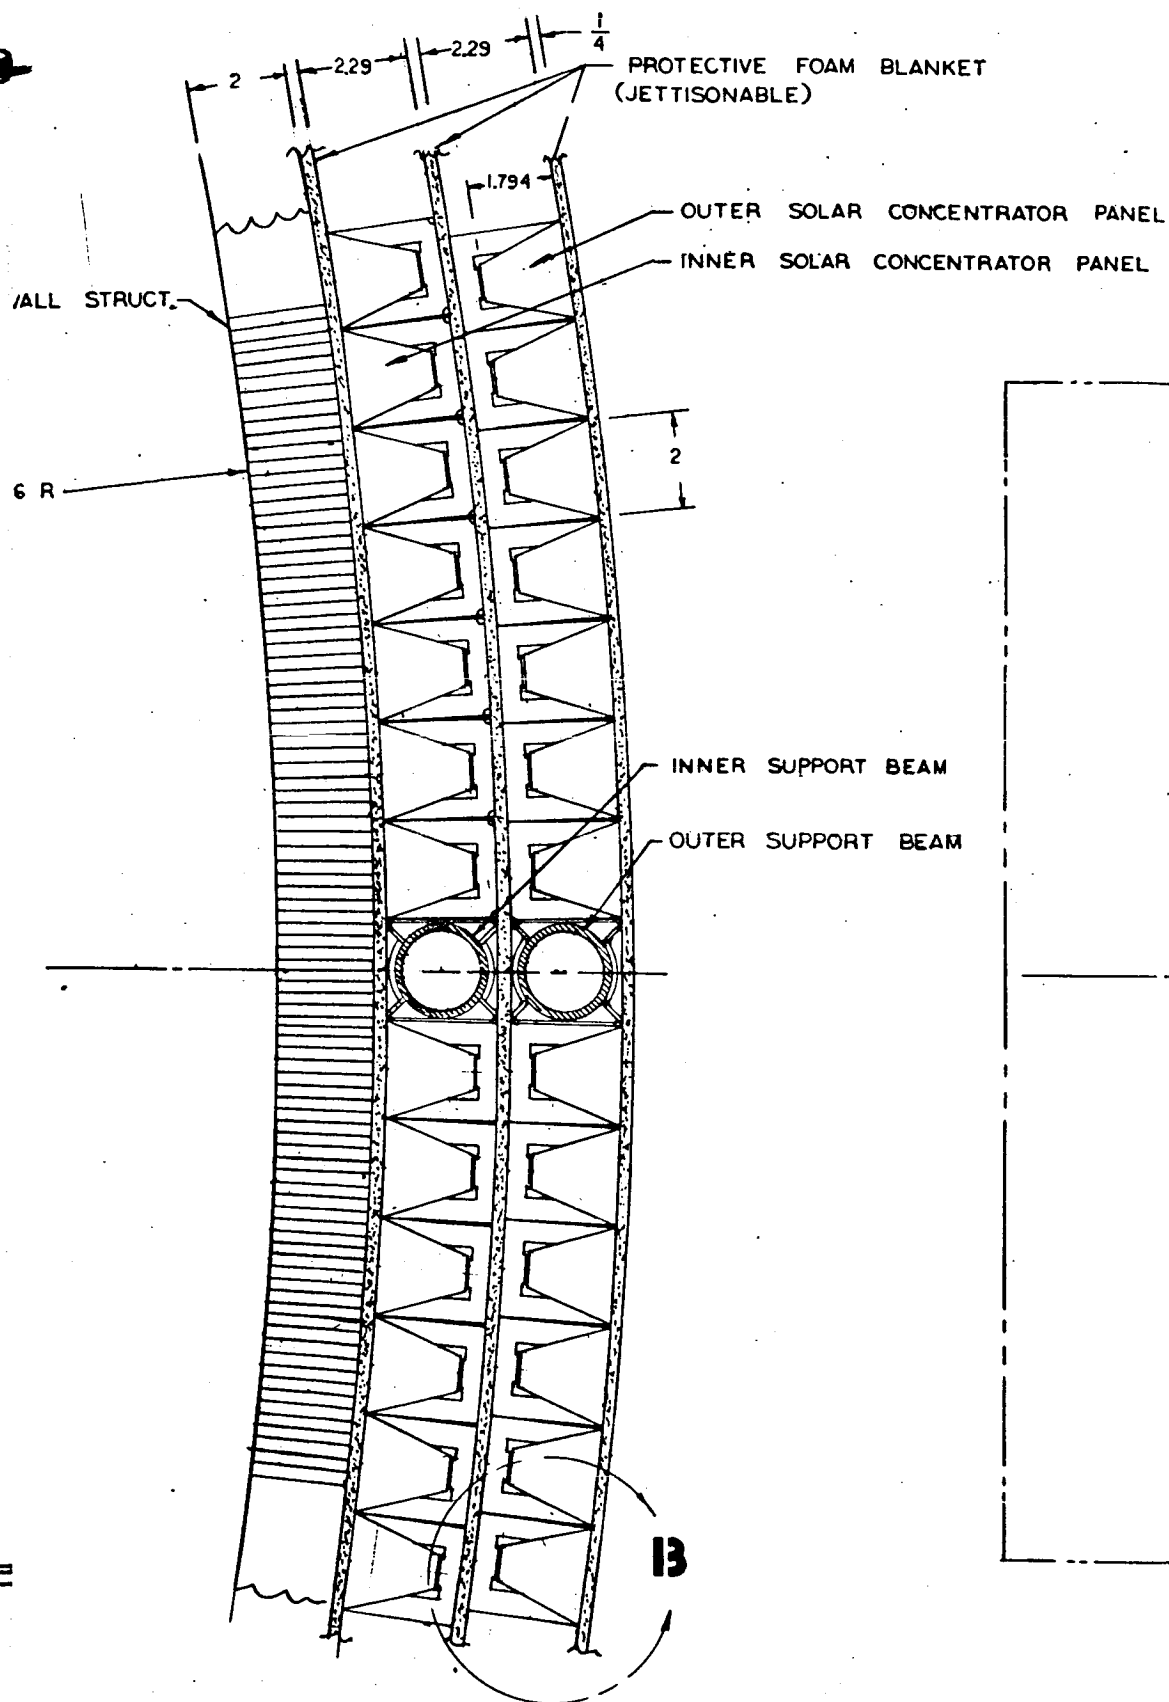 2
2.29
2.29
1/4
PROTECTIVE FOAM BLANKET
(JETTISONABLE)
1.794
OUTER SOLAR CONCENTRATOR PANEL
INNER SOLAR CONCENTRATOR PANEL
/ALL STRUCT.
2
6 R
INNER SUPPORT BEAM
OUTER SUPPORT BEAM
B